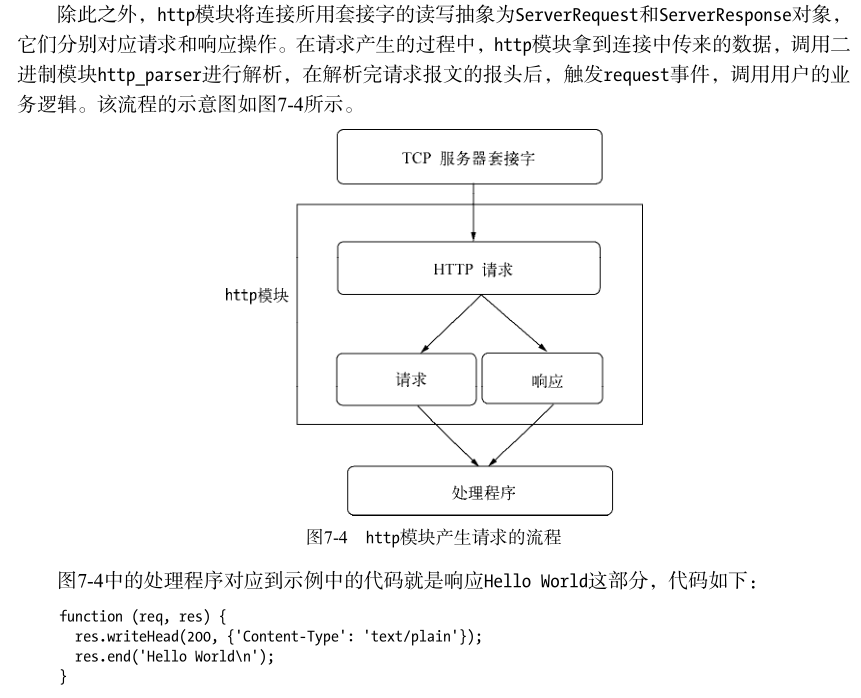 除此之外，http模块将连接所用套接字的读写抽象为ServerRequest和ServerResponse对象，
它们分别对应请求和响应操作。在请求产生的过程中，http模块拿到连接中传来的数据，调用二
进制模块http_parser进行解析，在解析完请求报文的报头后，触发request事件，调用用户的业
务逻辑。该流程的示意图如图7-4所示。
TCP 服务器套接字
HTTP 请求
http模块
请求
响应
处理程序
图7-4 http模块产生请求的流程
图7-4中的处理程序对应到示例中的代码就是响应Hello World这部分，代码如下：
function (req, res) {
  res.writeHead(200, {'Content-Type': 'text/plain'});
  res.end('Hello World\n');
}